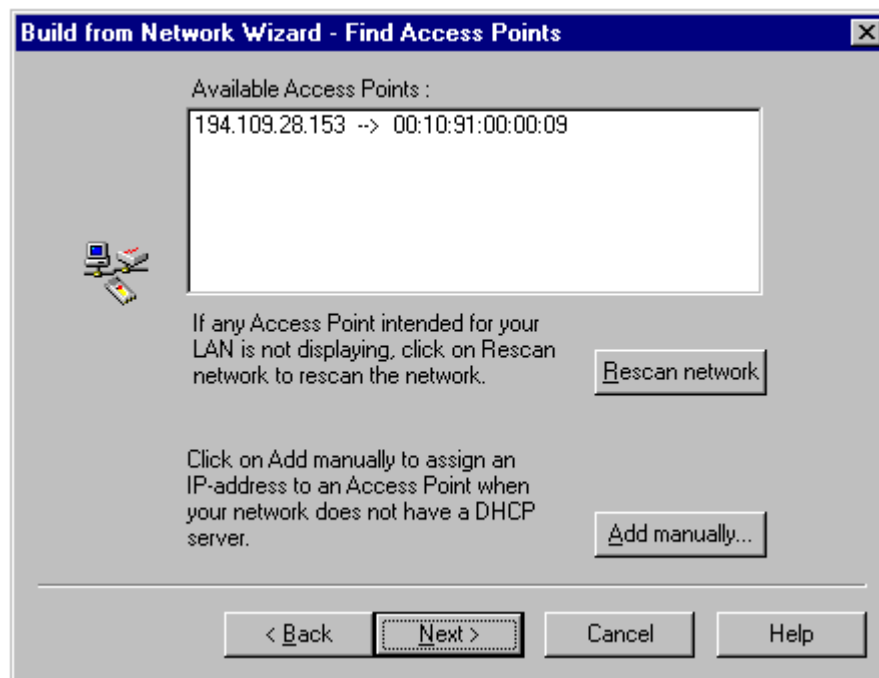 Build from Network Wizard - Find Access Points
Available Access Points :
194.109.28.153 --> 00:10:91:00:00:09
If any Access Point intended for your
LAN is not displaying, click on Rescan
network to rescan the network.
Rescan network
Click on Add manually to assign an
IP-address to an Access Point when
your network does not have a DHCP
server.
Add manually...
< Back
Next >
Cancel
Help